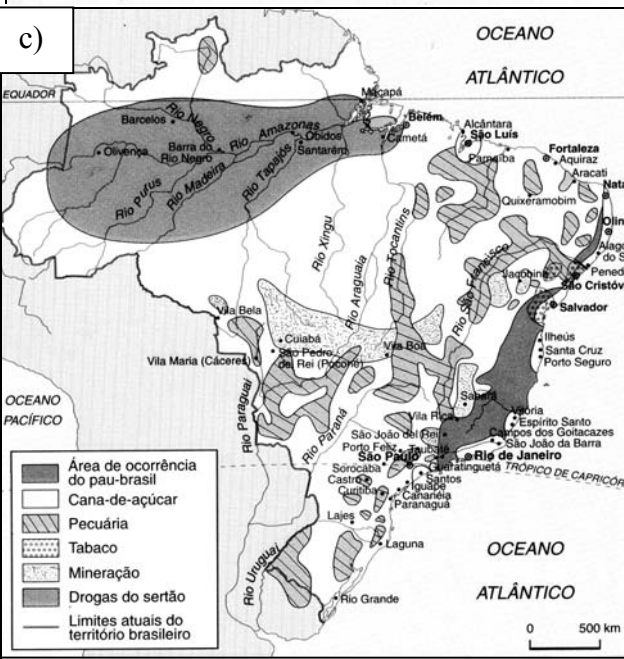 c)
OCEANO
ATLÂNTICO
EQUADOR
Macapá
Barcelos
Rio Negro
Belém
Rio Amazonas
Óbidos
Cametá
Alcântara
São Luís
Olivença
Barra do
Rio Negro
Santarém
Parnaíba
Fortaleza
Aquiraz
Aracati
Rio Purus
Rio Madeira
Rio Tapajós
Quixeramobim
Nata
Olin
Rio Xingu
Rio Tocantins
Rio Araguaia
Rio São Francisco
Alago
do S
Jacobina
Penedo
São Cristóv
Salvador
Vila Bela
Cuiabá
São Pedro
del Rei (Poconé)
Vila Boa
Ilhéus
Santa Cruz
Porto Seguro
Vila Maria (Cáceres)
OCEANO
PACÍFICO
Rio Paraguai
Rio Paraná
Sabará
Vila Rica
Vitória
Espírito Santo
São João del Rei
Campos dos Goitacazes
Porto Feliz
Taubaté
São João da Barra
São Paulo
Rio de Janeiro
Sorocaba
Guaratinguetá
TRÓPICO DE CAPRICÓR
Castro
Santos
Iguape
Curitiba
Cananéia
Paranaguá
Lajes
Laguna
Rio Uruguai
Rio Grande
OCEANO
ATLÂNTICO
Área de ocorrência
do pau-brasil
Cana-de-açúcar
Pecuária
Tabaco
Mineração
Drogas do sertão
Limites atuais do
território brasileiro
0 500 km